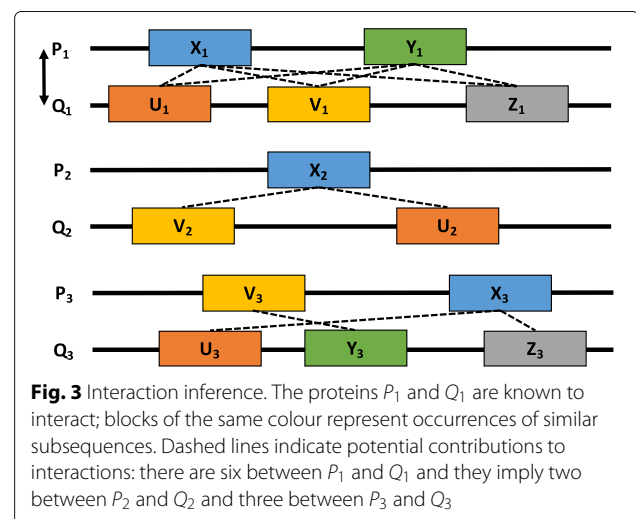 P1 X1 Y1
Q1 U1 V1 Z1
P2 X2
Q2 V2 U2
P3 V3 X3
Q3 U3 Y3 Z3
Fig. 3 Interaction inference. The proteins P1 and Q1 are known to
interact; blocks of the same colour represent occurrences of similar
subsequences. Dashed lines indicate potential contributions to
interactions: there are six between P1 and Q1 and they imply two
between P2 and Q2 and three between P3 and Q3